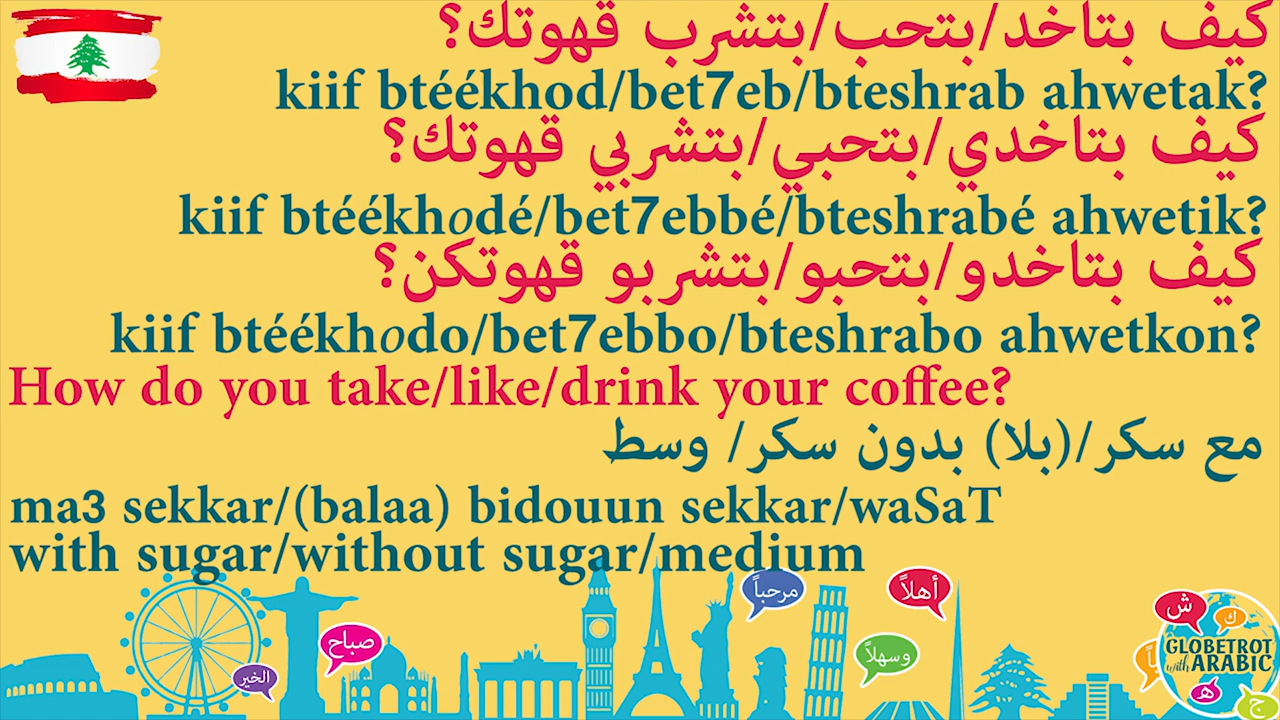 كيف بتاخد/بتحب/بتشرب قهوتك؟
kiif btéékhod/bet7eb/bteshrab ahwetak?
كيف بتاخدي/بتحبي/بتشربي قهوتك؟
kiif btéékhodé/bet7ebbé/bteshrabé ahwetik?
كيف بتاخدو/بتحبو/بتشربو قهوتكن؟
kiif btéékhodo/bet7ebbo/bteshrabo ahwetkon?
How do you take/like/drink your coffee?
مع سكر/(بلا) بدون سكر/ وسط
ma3 sekkar/(balaa) bidouun sekkar/waSaT
with sugar/without sugar/medium
مرحباً
أهلاً
صباح
وسهلاً
الخير
ش
ك
GLOBETROT
with ARABIC
أ
ه
ج